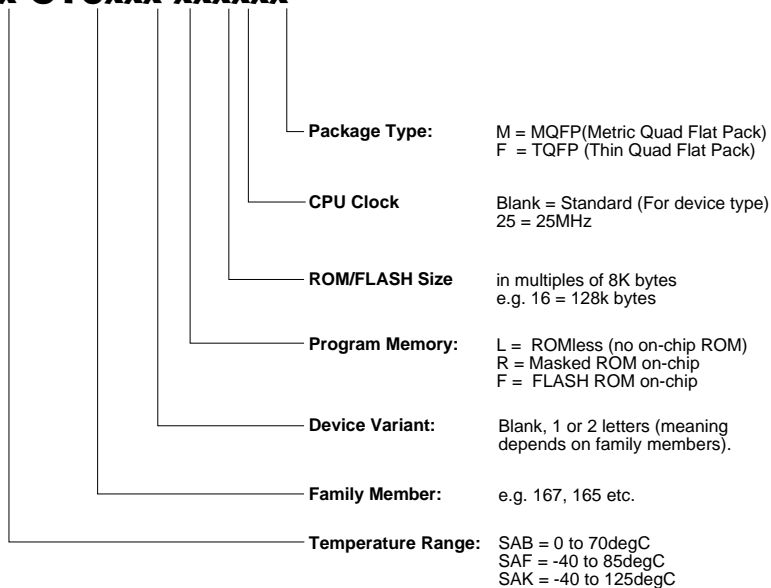 Package Type: M = MQFP(Metric Quad Flat Pack)
F = TQFP (Thin Quad Flat Pack)
CPU Clock Blank = Standard (For device type)
25 = 25MHz
ROM/FLASH Size in multiples of 8K bytes
e.g. 16 = 128k bytes
Program Memory: L = ROMless (no on-chip ROM)
R = Masked ROM on-chip
F = FLASH ROM on-chip
Device Variant: Blank, 1 or 2 letters (meaning
depends on family members).
Family Member: e.g. 167, 165 etc.
Temperature Range: SAB = 0 to 70degC
SAF = -40 to 85degC
SAK = -40 to 125degC